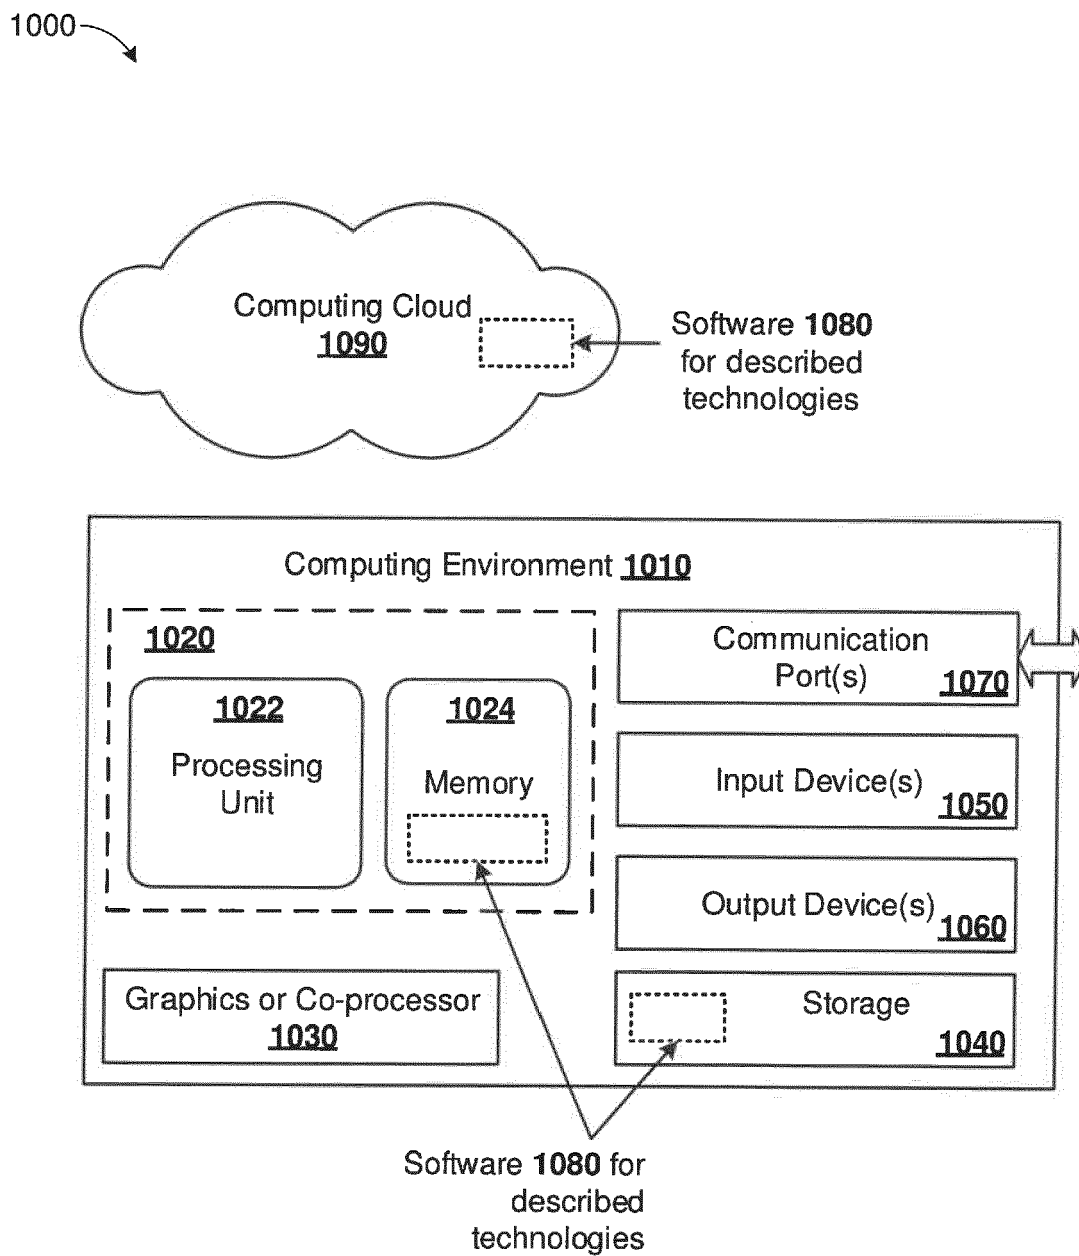 1000
Computing Cloud
1090
Software 1080
for described
technologies
Computing Environment 1010
1020
1022
Processing
Unit
1024
Memory
Communication
Port(s)
1070
Input Device(s)
1050
Output Device(s)
1060
Graphics or Co-processor
1030
Storage
1040
Software 1080 for
described
technologies